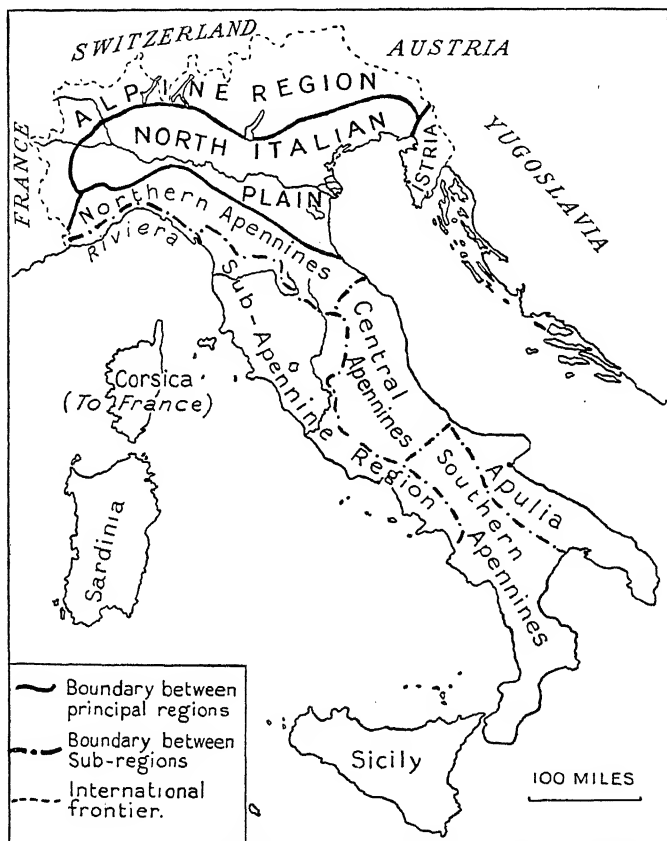 SWITZERLAND
AUSTRIA
ALPINE REGION
FRANCE
NORTH ITALIAN
PLAIN
ISTRIA
YUGOSLAVIA
Northern Apennines
Riviera
Sub-Apennine Region
Central
Apennines
Corsica
(To France)
Southern
Apennines
Apulia
Sardinia
Sicily
Boundary between
principal regions
Boundary between
Sub-regions
International
frontier.
100 MILES